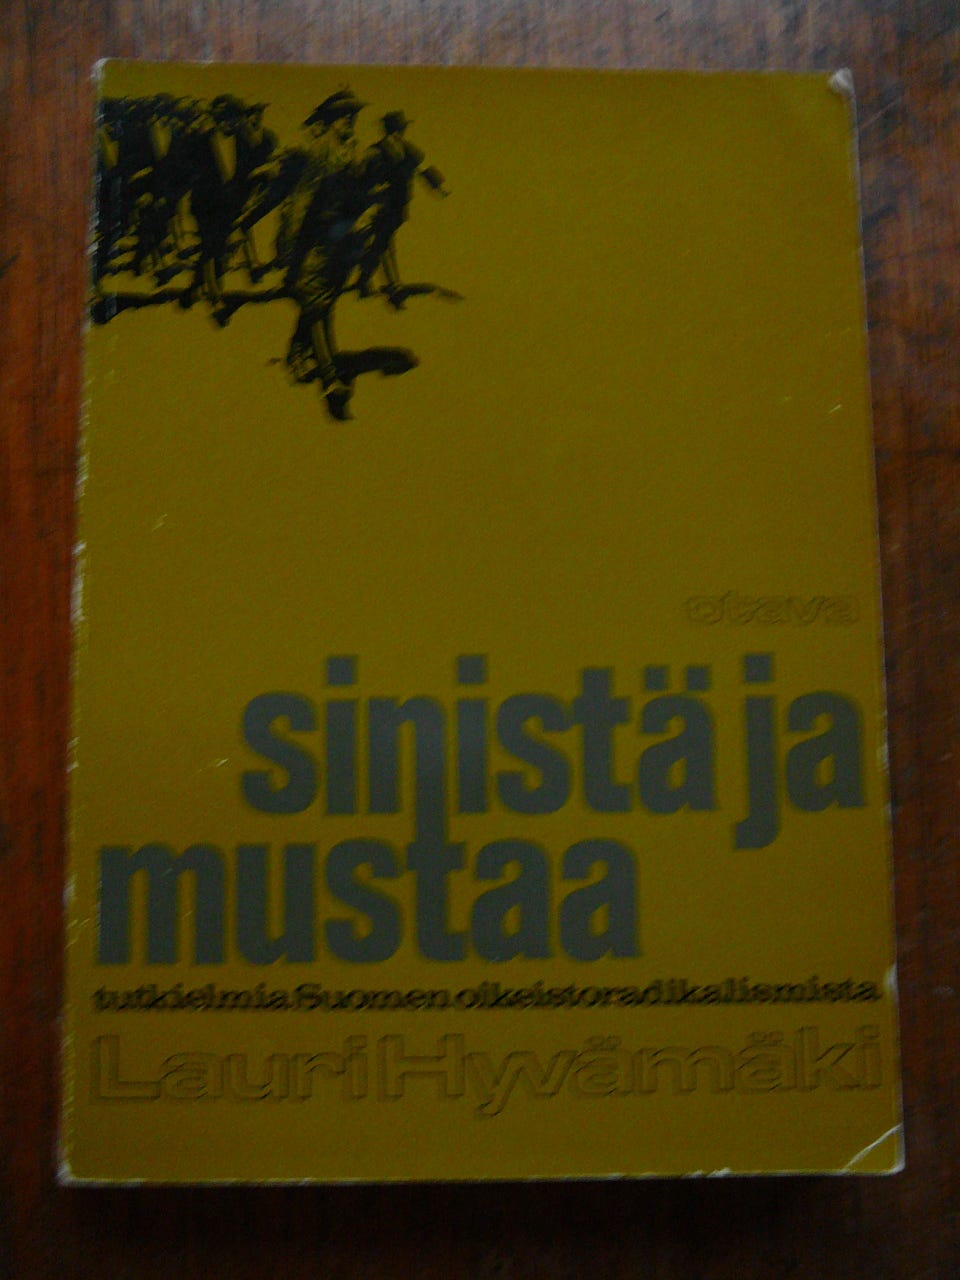 otava
sinistä ja
mustaa
tutkielmia Suomen oikeistoradikalismista
Lauri Hyvämäki